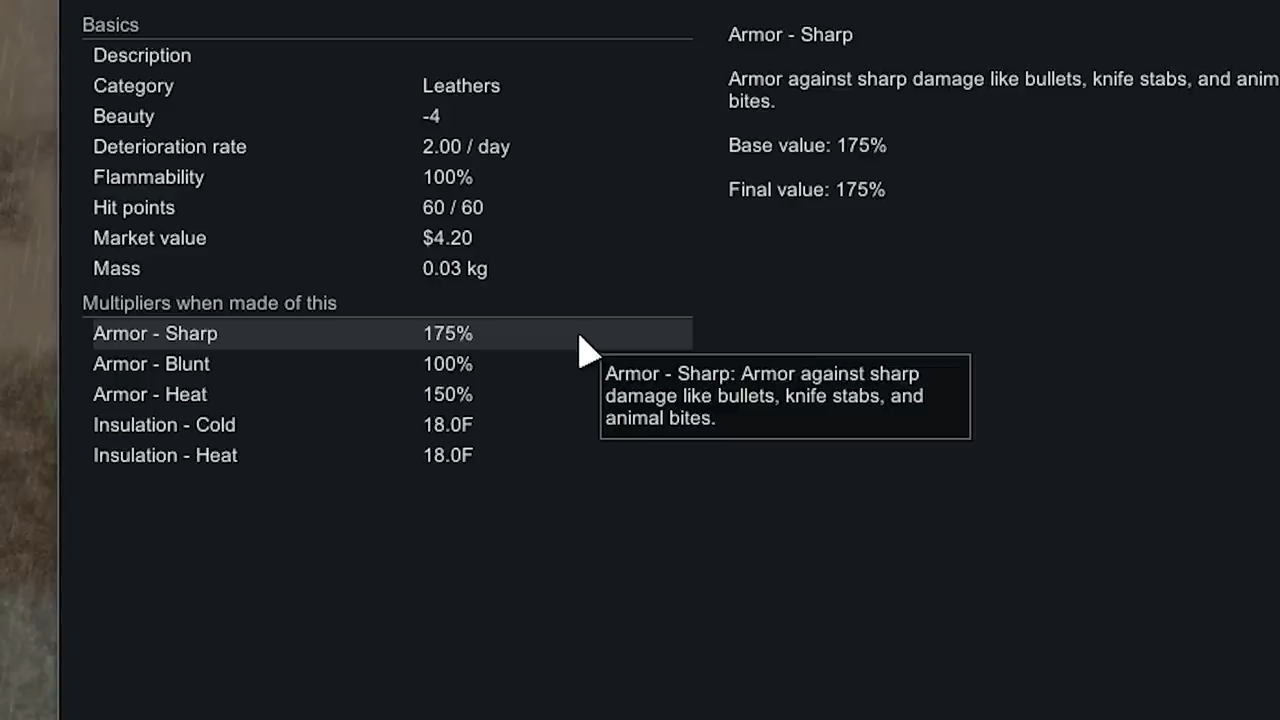 Basics
Description
Category Leathers
Beauty -4
Deterioration rate 2.00 / day
Flammability 100%
Hit points 60 / 60
Market value $4.20
Mass 0.03 kg
Multipliers when made of this
Armor - Sharp 175%
Armor - Blunt 100%
Armor - Heat 150%
Insulation - Cold 18.0F
Insulation - Heat 18.0F
Armor - Sharp: Armor against sharp
damage like bullets, knife stabs, and
animal bites.
Armor - Sharp
Armor against sharp damage like bullets, knife stabs, and anim
bites.
Base value: 175%
Final value: 175%